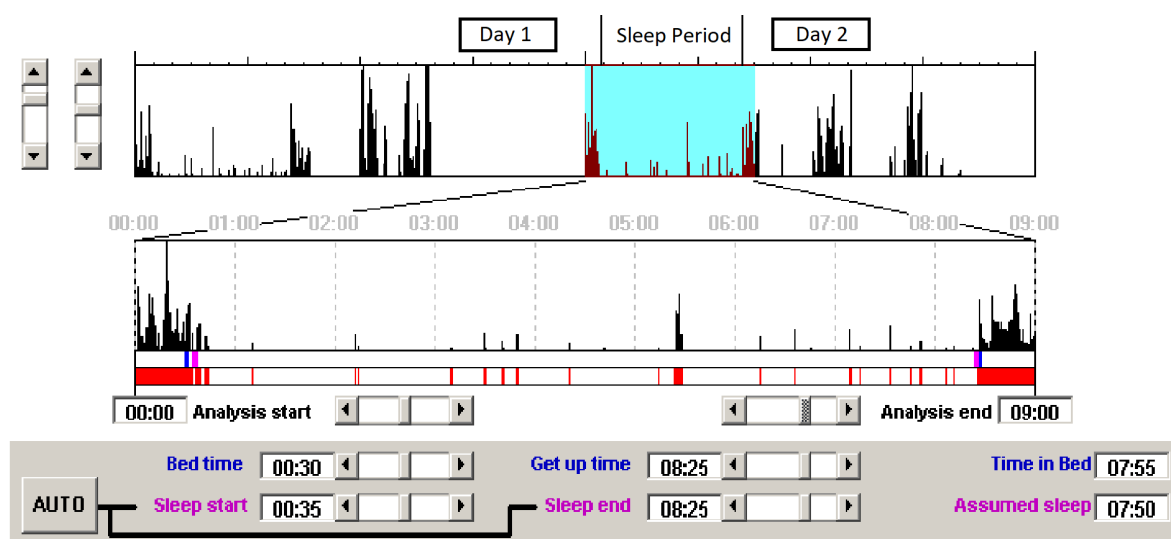 Day 1
Sleep Period
Day 2
00:00 01:00 02:00 03:00 04:00 05:00 06:00 07:00 08:00 09:00
00:00 Analysis start
Analysis end 09:00
Bed time 00:30
Get up time 08:25
Time in Bed 07:55
AUTO
Sleep start 00:35
Sleep end 08:25
Assumed sleep 07:50